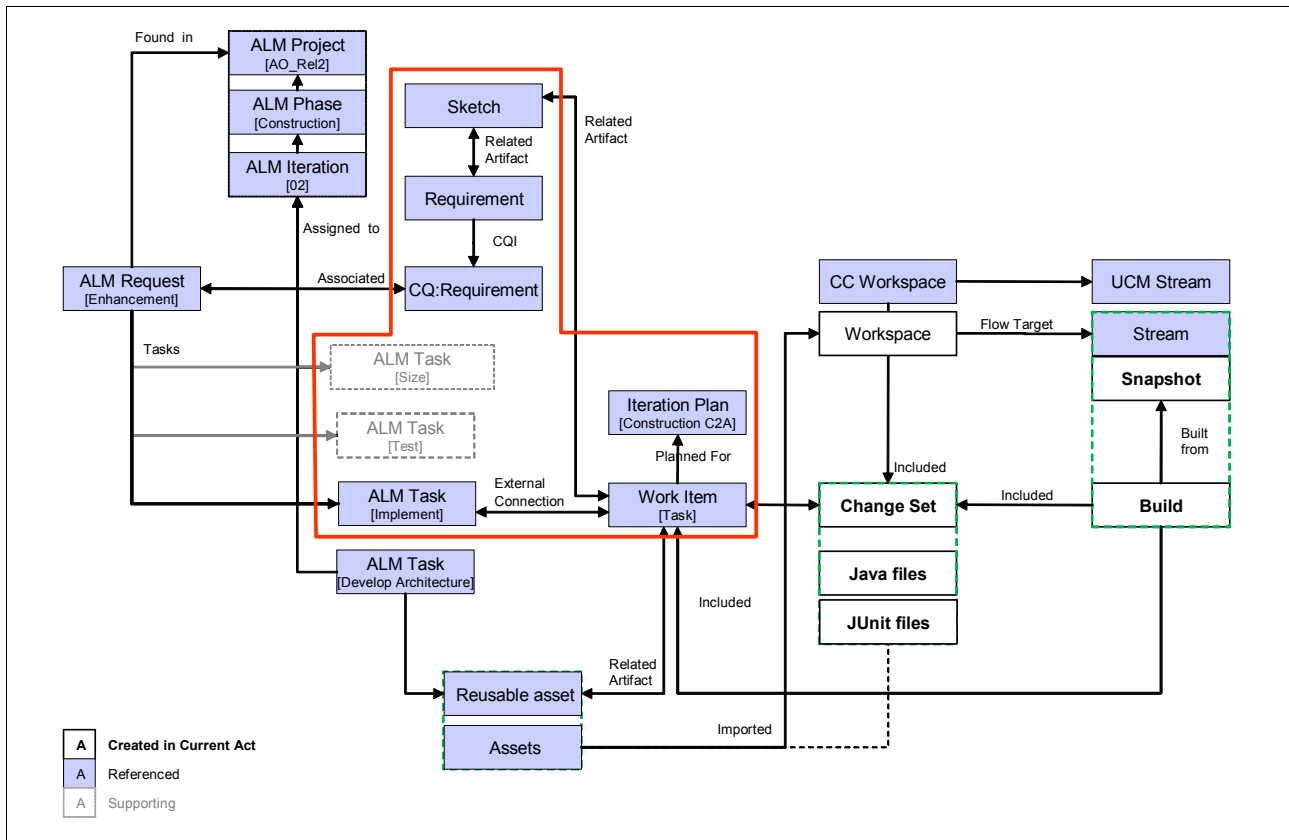 Found in
ALM Project
[AO_Rel2]
ALM Phase
[Construction]
ALM Iteration
[02]
Assigned to
Sketch
Related
Artifact
Related
Artifact
Requirement
CQI
ALM Request
[Enhancement]
Associated
CQ:Requirement
CC Workspace
UCM Stream
Workspace
Flow Target
Stream
Tasks
ALM Task
[Size]
Snapshot
ALM Task
[Test]
Iteration Plan
[Construction C2A]
Planned For
Built
from
Included
ALM Task
[Implement]
External
Connection
Work Item
[Task]
Change Set
Included
Build
ALM Task
[Develop Architecture]
Java files
Included
JUnit files
Reusable asset
Related
Artifact
Assets
Imported
A
Created in Current Act
A
Referenced
A
Supporting